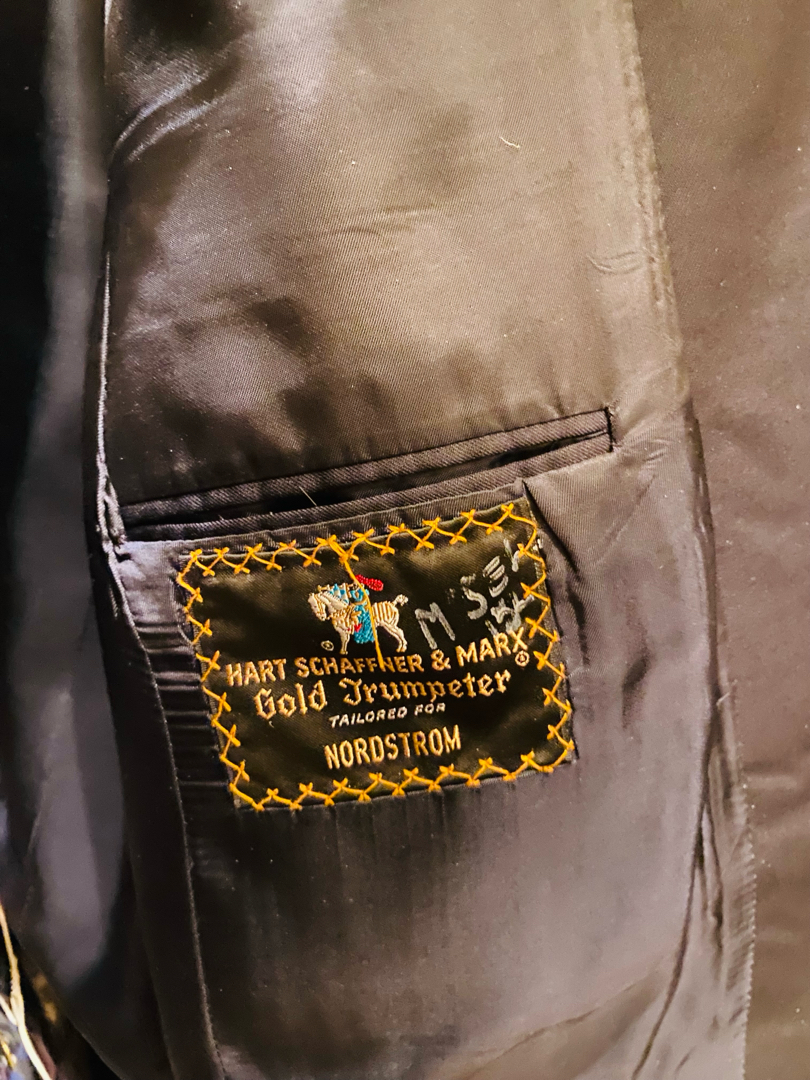 HART SCHAFFNER & MARX®
Gold Trumpeter
TAILORED FOR
NORDSTROM